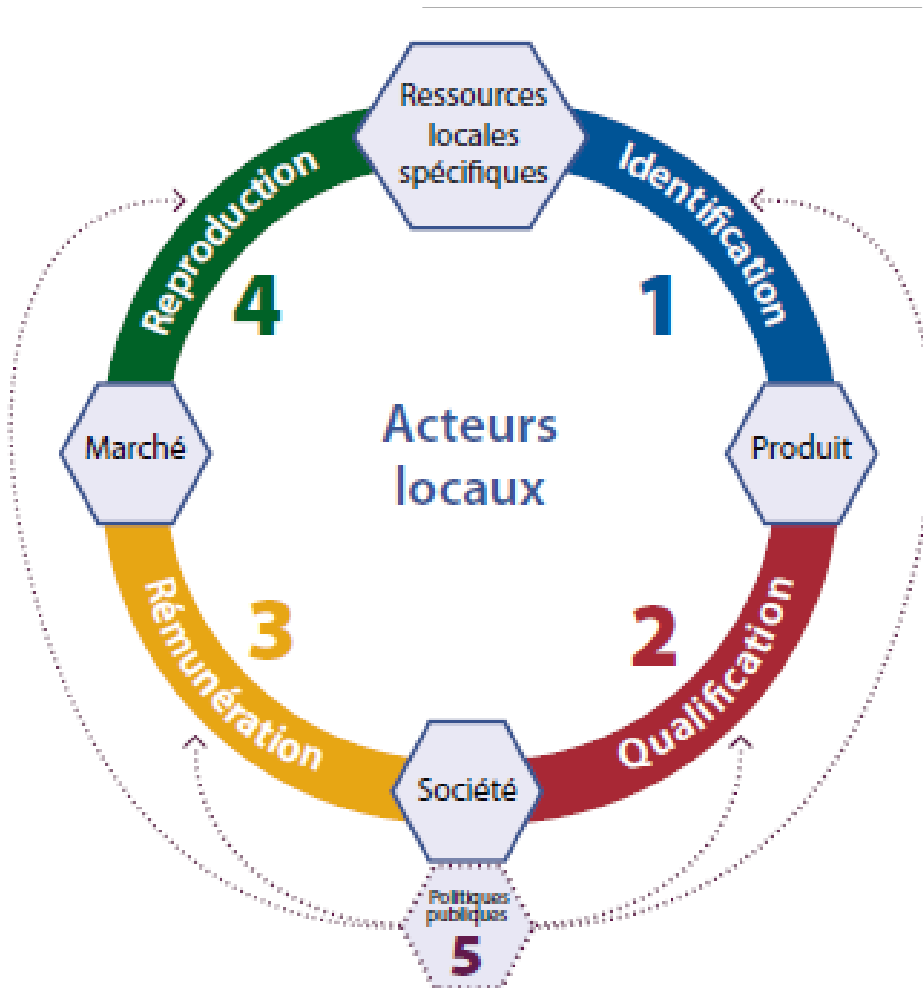 Ressources
locales
spécifiques
Identification
1
Produit
Qualification
2
Société
Rémunération
3
Marché
Reproduction
4
Acteurs
locaux
Politiques
publiques
5